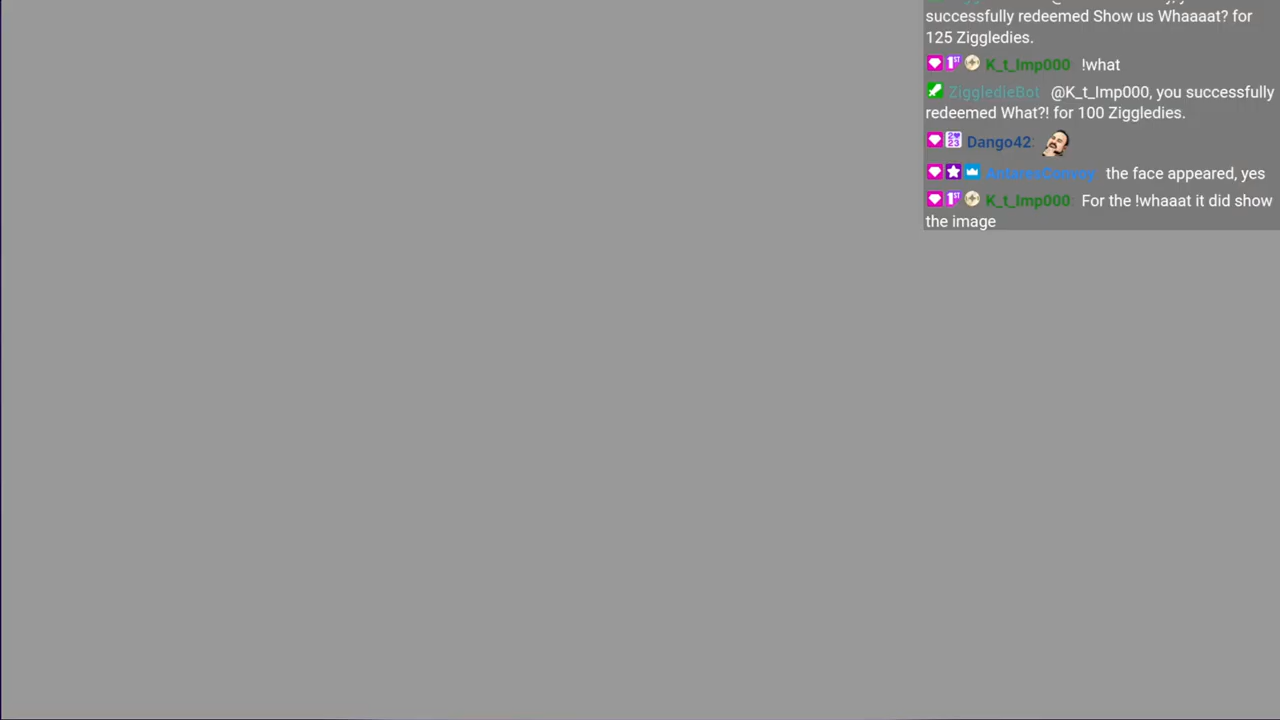 successfully redeemed Show us Whaaaat? for
125 Ziggledies.
K_t_Imp000: !what
ZiggledieBot @K_t_Imp000, you successfully
redeemed What?! for 100 Ziggledies.
Dango42:
the face appeared, yes
K_t_Imp000: For the !whaaat it did show
the image